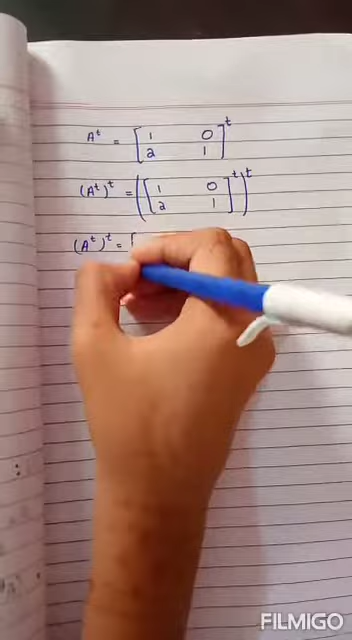 Aᵗ = [1 0; 2 1]ᵗ
(Aᵗ)ᵗ = ([1 0; 2 1]ᵗ)ᵗ
(Aᵗ)ᵗ = [
FILMIGO